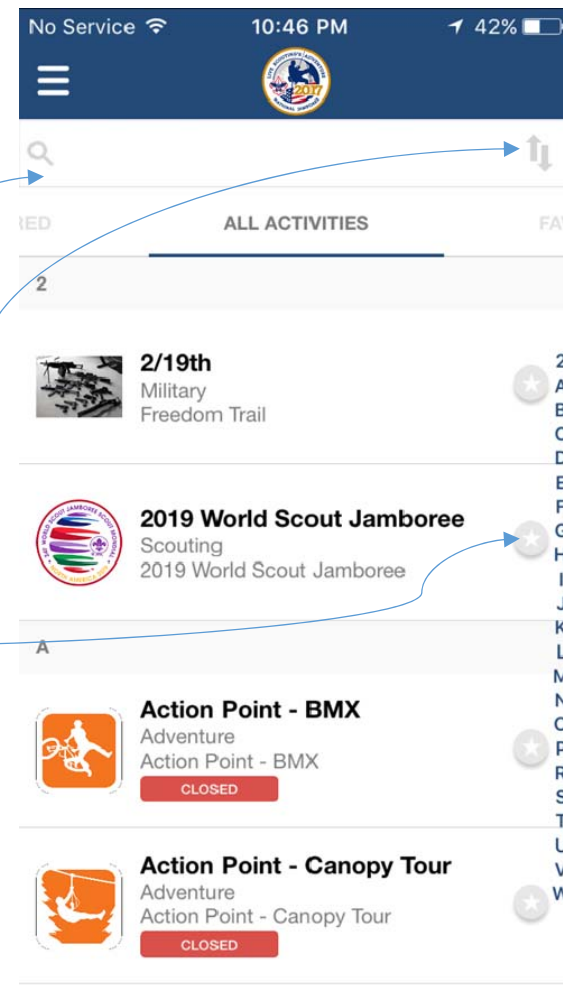 No Service 10:46 PM 42%
2017
RED ALL ACTIVITIES FA
2
2/19th
Military
Freedom Trail
2019 World Scout Jamboree
Scouting
2019 World Scout Jamboree
A
Action Point - BMX
Adventure
Action Point - BMX
CLOSED
Action Point - Canopy Tour
Adventure
Action Point - Canopy Tour
CLOSED
2
A
B
C
D
E
F
G
H
I
J
K
L
M
N
O
P
R
S
T
U
V
W